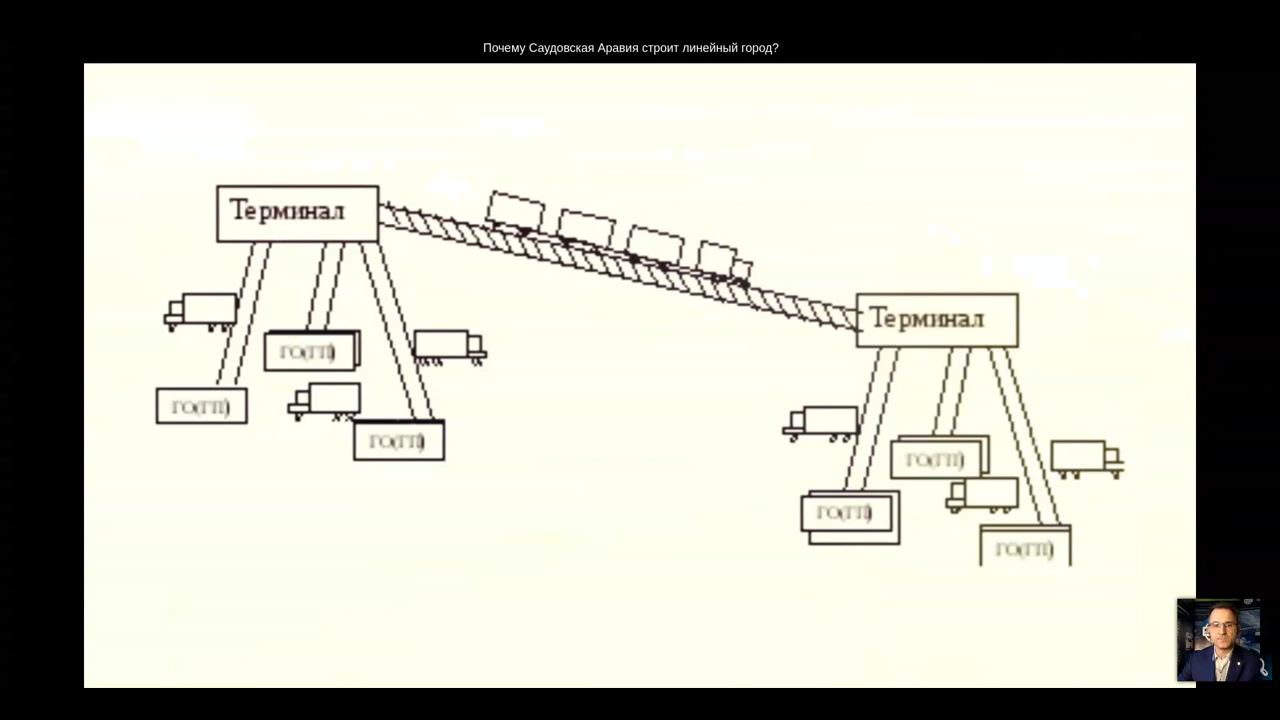 Почему Саудовская Аравия строит линейный город?
Терминал
Терминал
ГО(ГП)
ГО(ГП)
ГО(ГП)
ГО(ГП)
ГО(ГП)
ГО(ГП)